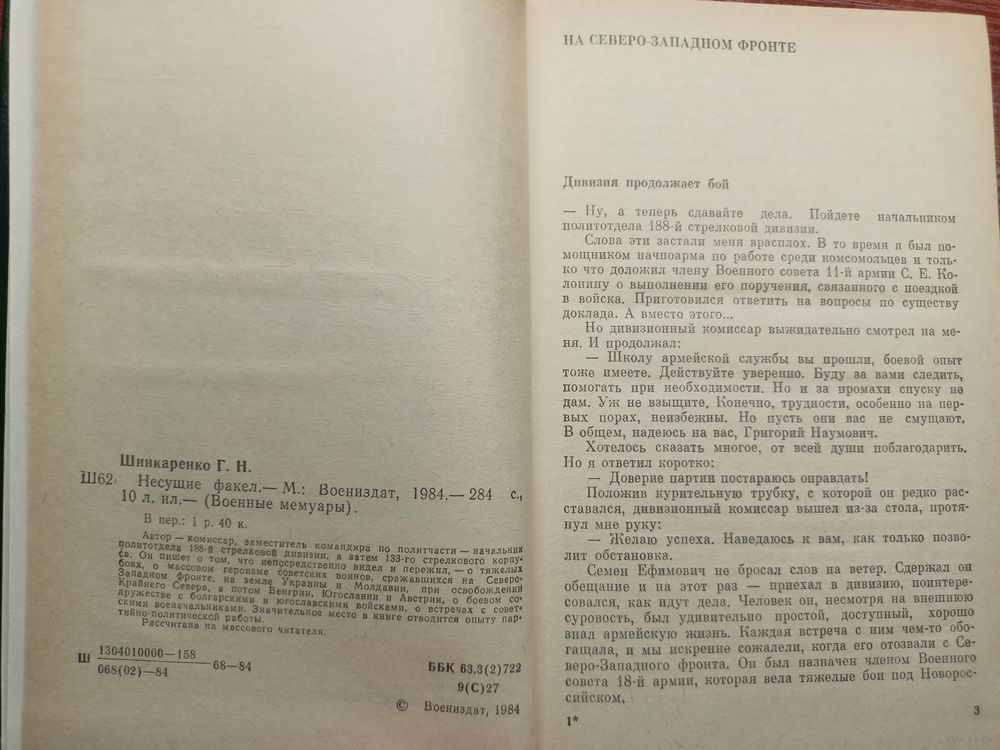 Шинкаренко Г. Н.
Ш62 Несущие факел.— М.: Воениздат, 1984.— 284 с.,
10 л. ил.— (Военные мемуары).
В пер.: 1 р. 40 к.
Автор — комиссар, заместитель командира по политчасти — начальник
политотдела 188-й стрелковой дивизии, а затем 133-го стрелкового корпу-
са. Он пишет о том, что непосредственно видел и пережил, — о тяжелых
боях, о массовом героизме советских воинов, сражавшихся на Северо-
Западном фронте, на земле Украины и Молдавии, при освобождении
Крайнего Севера, а потом Венгрии, Югославии и Австрии, о боевом со-
дружестве с болгарскими и югославскими войсками, о встречах с совет-
скими военачальниками. Значительное место в книге отводится опыту пар-
тийно-политической работы.
Рассчитана на массового читателя.
Ш 1304010000—158
068(02)—84
68—84
ББК 63.3(2)722
9(С)27
© Воениздат, 1984
НА СЕВЕРО-ЗАПАДНОМ ФРОНТЕ
Дивизия продолжает бой
— Ну, а теперь сдавайте дела. Пойдете начальником
политотдела 188-й стрелковой дивизии.
Слова эти застали меня врасплох. В то время я был по-
мощником начпоарма по работе среди комсомольцев и толь-
ко что доложил члену Военного совета 11-й армии С. Е. Ко-
лонину о выполнении его поручения, связанного с поездкой
в войска. Приготовился ответить на вопросы по существу
доклада. А вместо этого...
Но дивизионный комиссар выжидательно смотрел на ме-
ня. И продолжал:
— Школу армейской службы вы прошли, боевой опыт
тоже имеете. Действуйте уверенно. Буду за вами следить,
помогать при необходимости. Но и за промахи спуску не
дам. Уж не взыщите. Конечно, трудности, особенно на пер-
вых порах, неизбежны. Но пусть они вас не смущают.
В общем, надеюсь на вас, Григорий Наумович.
Хотелось сказать многое, от всей души поблагодарить.
Но я ответил коротко:
— Доверие партии постараюсь оправдать!
Положив курительную трубку, с которой он редко рас-
ставался, дивизионный комиссар вышел из-за стола, протя-
нул мне руку:
— Желаю успеха. Наведаюсь к вам, как только позво-
лит обстановка.
Семен Ефимович не бросал слов на ветер. Сдержал он
обещание и на этот раз — приехал в дивизию, поинтере-
совался, как идут дела. Человек он, несмотря на внешнюю
суровость, был удивительно простой, доступный, хорошо
знал армейскую жизнь. Каждая встреча с ним чем-то обо-
гащала, и мы искренне сожалели, когда его отозвали с Се-
веро-Западного фронта. Он был назначен членом Военного
совета 18-й армии, которая вела тяжелые бои под Новорос-
сийском.
1*
3